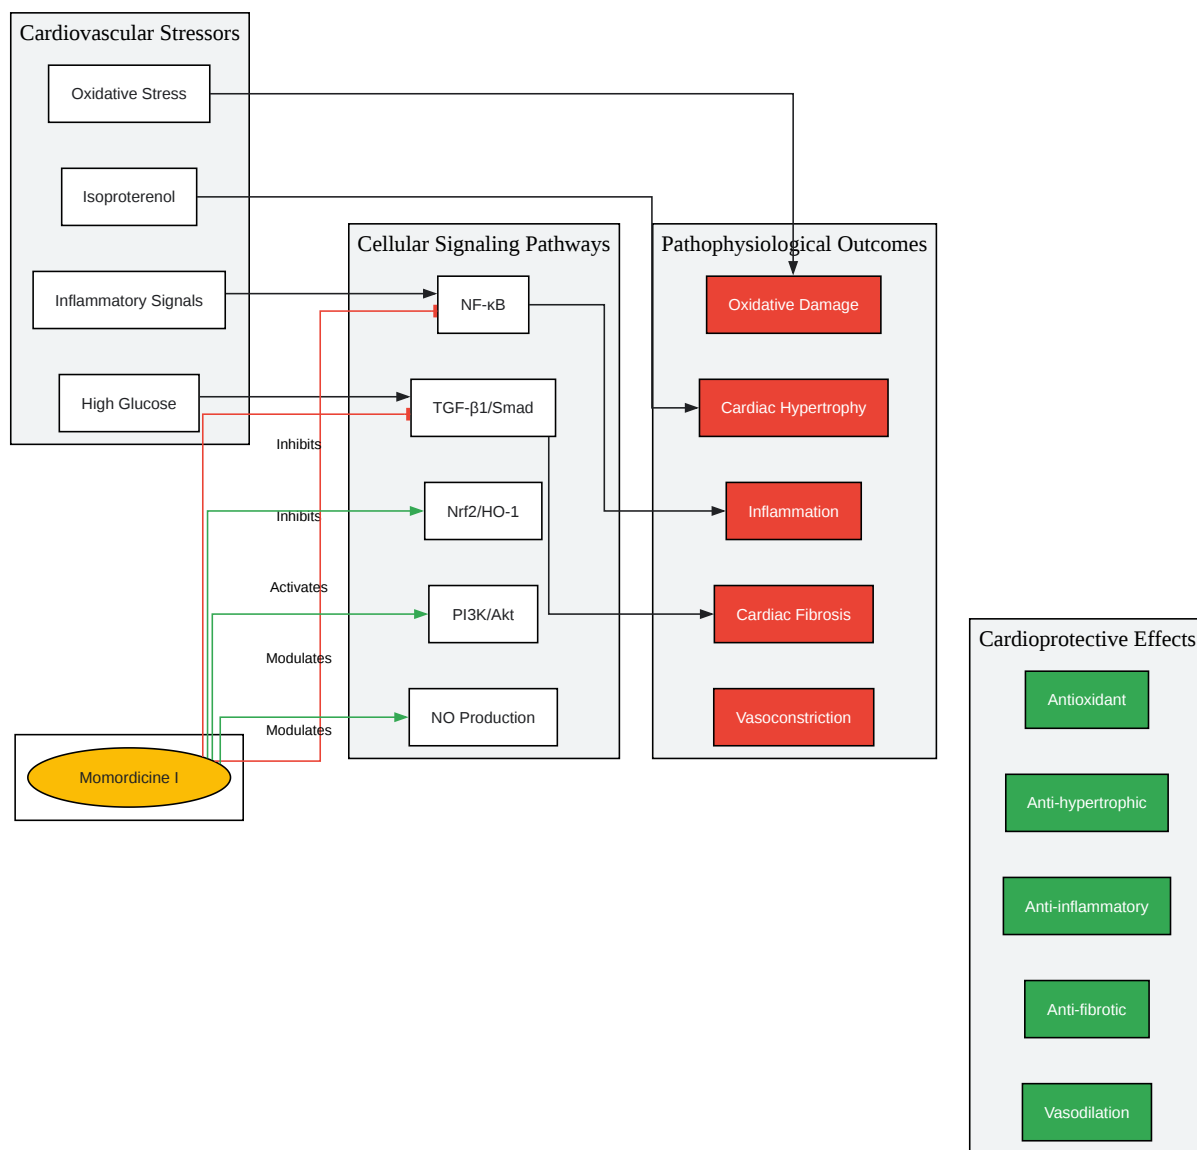 Cardiovascular Stressors
Oxidative Stress
Isoproterenol
Inflammatory Signals
High Glucose
Cellular Signaling Pathways
NF-κB
TGF-β1/Smad
Nrf2/HO-1
PI3K/Akt
NO Production
Pathophysiological Outcomes
Oxidative Damage
Cardiac Hypertrophy
Inflammation
Cardiac Fibrosis
Vasoconstriction
Inhibits
Inhibits
Activates
Modulates
Modulates
Momordicine I
Cardioprotective Effects
Antioxidant
Anti-hypertrophic
Anti-inflammatory
Anti-fibrotic
Vasodilation